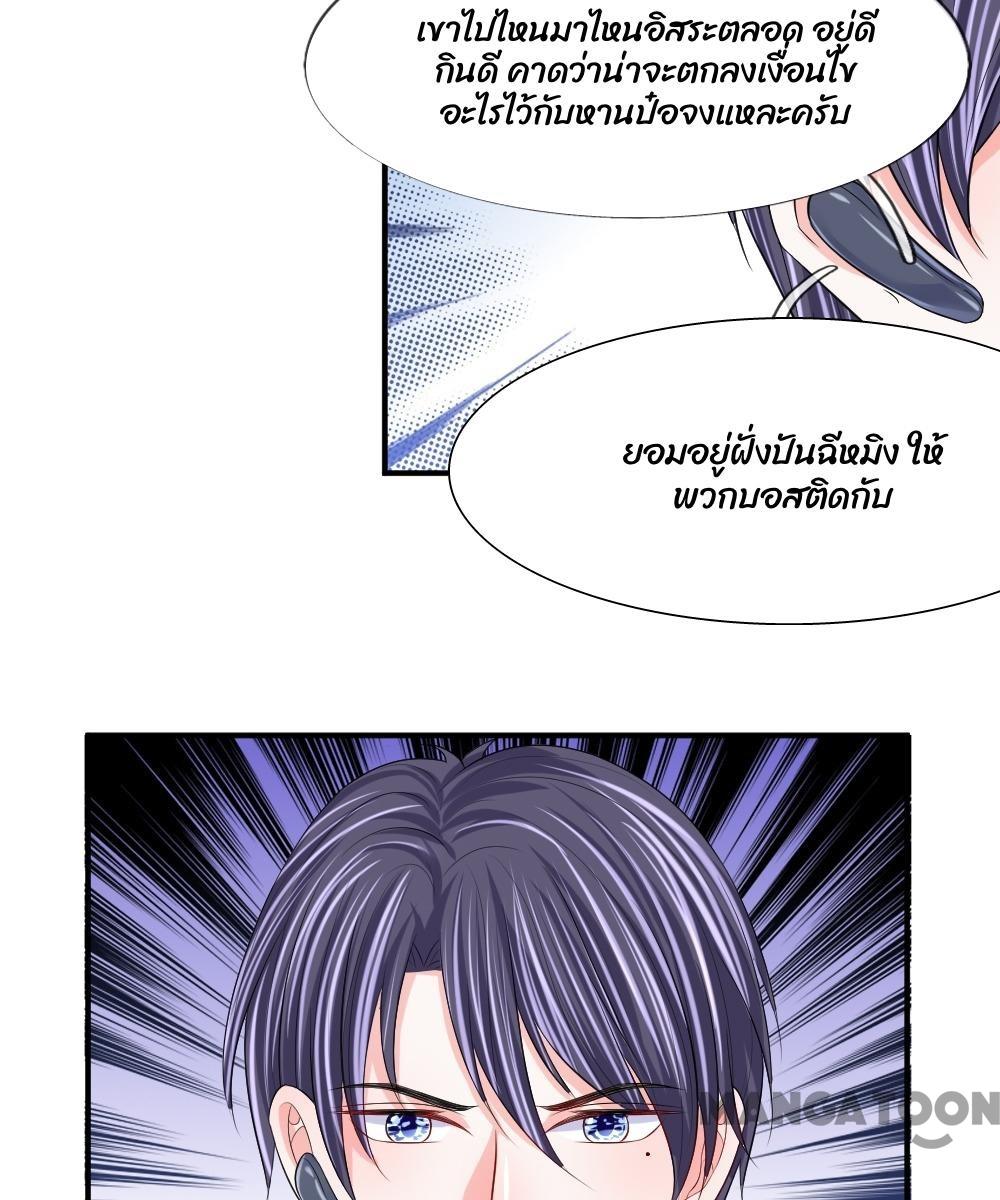 เขาไปไหนมาไหนอิสระตลอด อยู่ดี
กินดี คาดว่าน่าจะตกลงเงื่อนไข
อะไรไว้กับหานป๋อจงแหละครับ
ยอมอยู่ฝั่งปันฉีหมิง ให้
พวกบอสติดกับ
MANGATOON